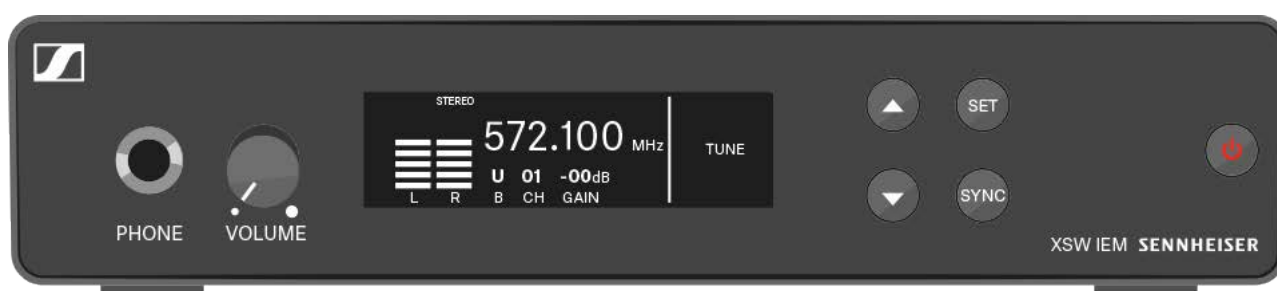 PHONE
VOLUME
STEREO
572.100 MHz
U 01 -00dB
L R B CH GAIN
TUNE
SET
SYNC
XSW IEM SENNHEISER